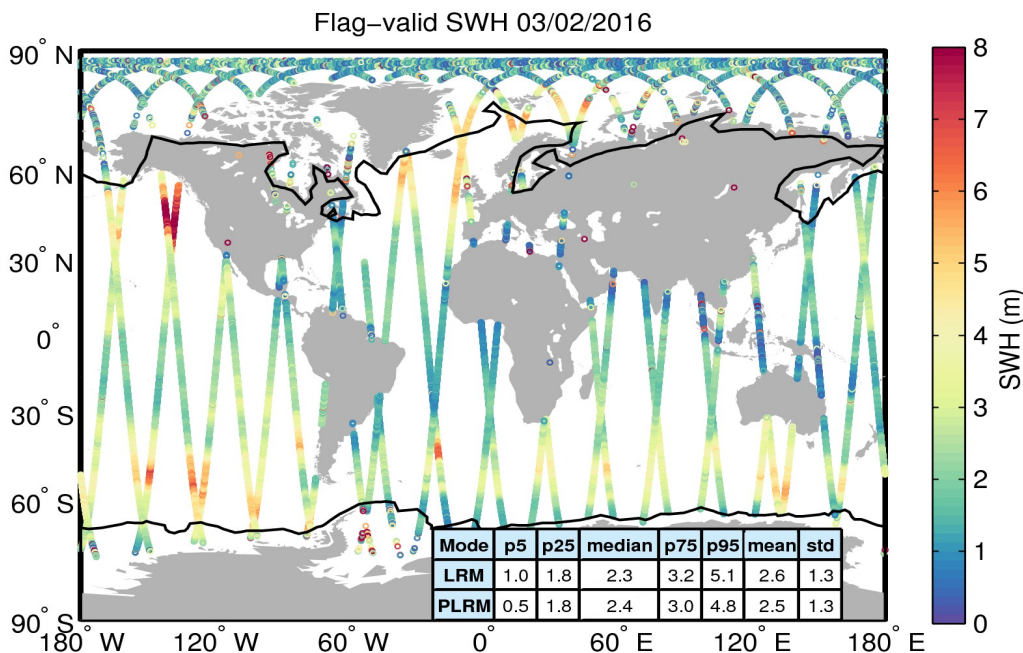 Flag−valid SWH 03/02/2016
90° N
60° N
30° N
0°
30° S
60° S
90° S
180° W
120° W
60° W
0°
60° E
120° E
180° E
Mode p5 p25 median p75 p95 mean std
LRM 1.0 1.8 2.3 3.2 5.1 2.6 1.3
PLRM 0.5 1.8 2.4 3.0 4.8 2.5 1.3
8
7
6
5
4
3
2
1
0
SWH (m)